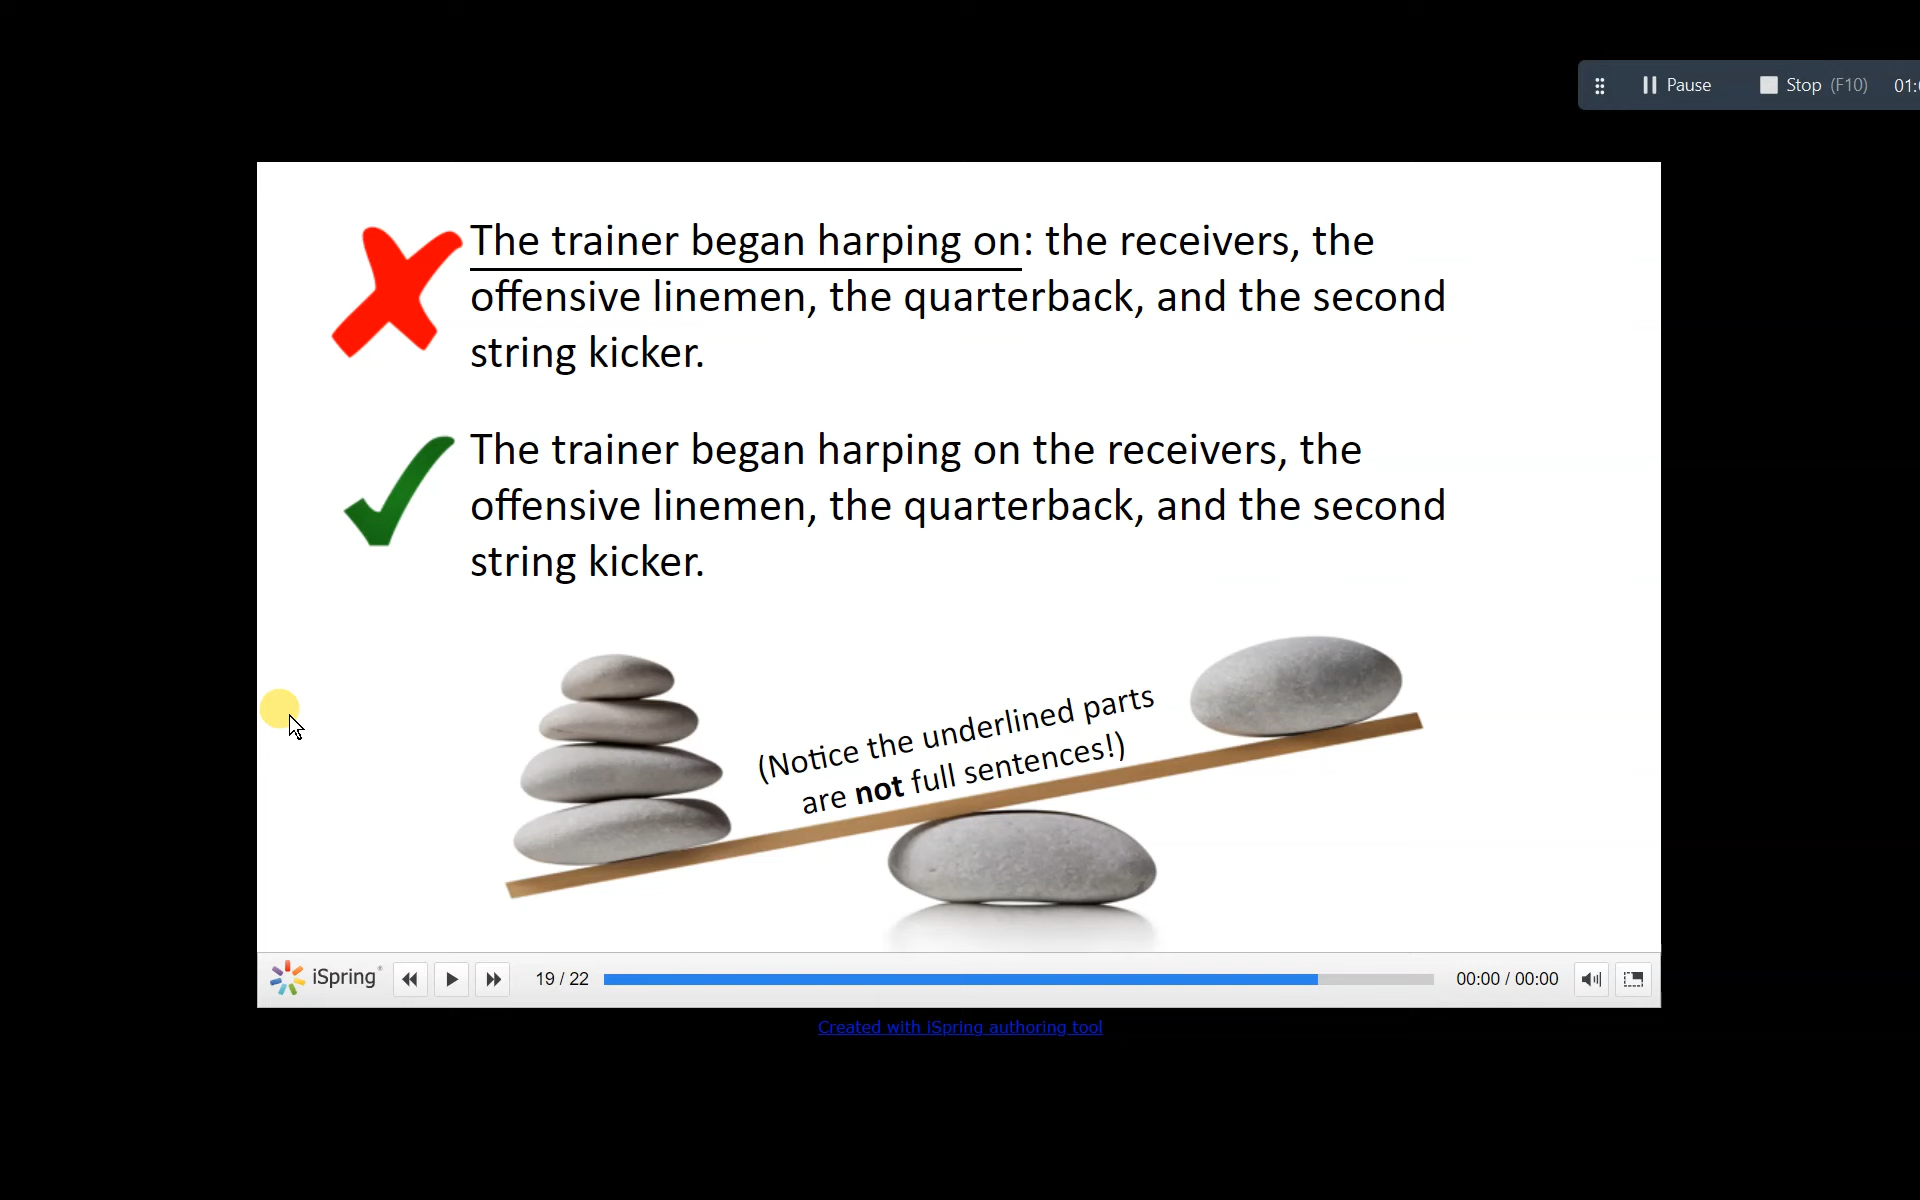 Pause Stop (F10)
The trainer began harping on: the receivers, the
offensive linemen, the quarterback, and the second
string kicker.
The trainer began harping on the receivers, the
offensive linemen, the quarterback, and the second
string kicker.
(Notice the underlined parts
are not full sentences!)
iSpring® 19 / 22 00:00 / 00:00
Created with iSpring authoring tool